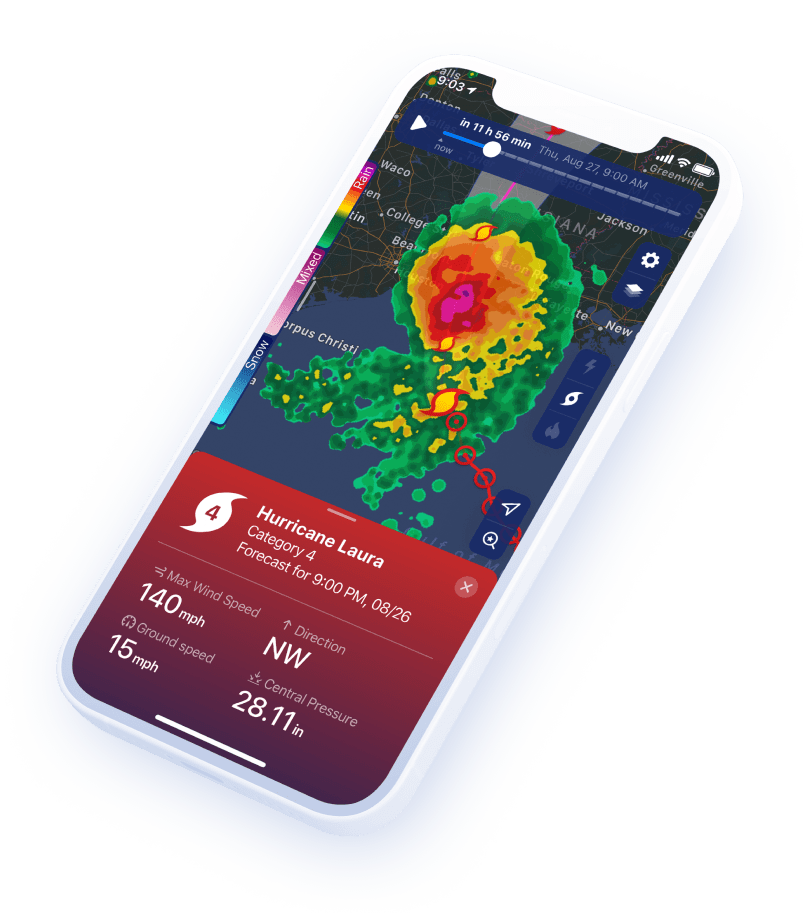 9:03
in 11 h 56 min Thu, Aug 27, 9:00 AM
now
Greenville
Waco
Jackson
Rain
Mixed
Snow
New
orpus Christi
4
Hurricane Laura
Category 4
Forecast for 9:00 PM, 08/26
Max Wind Speed
140 mph
Direction
NW
Ground speed
15 mph
Central Pressure
28.11 in